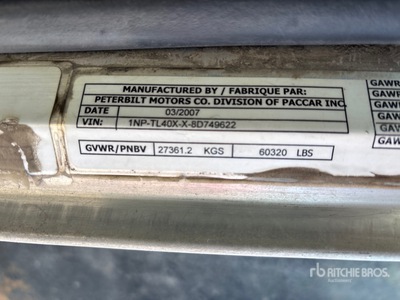 MANUFACTURED BY / FABRIQUE PAR:
PETERBILT MOTORS CO. DIVISION OF PACCAR INC.
DATE 03/2007
VIN: 1NP-TL40X-X-8D749622
GVWR/PNBV 27361.2 KGS 60320 LBS
GAWR
GAWR
GAWR
GAWR
GAWR
GAW
rb RITCHIE BROS.